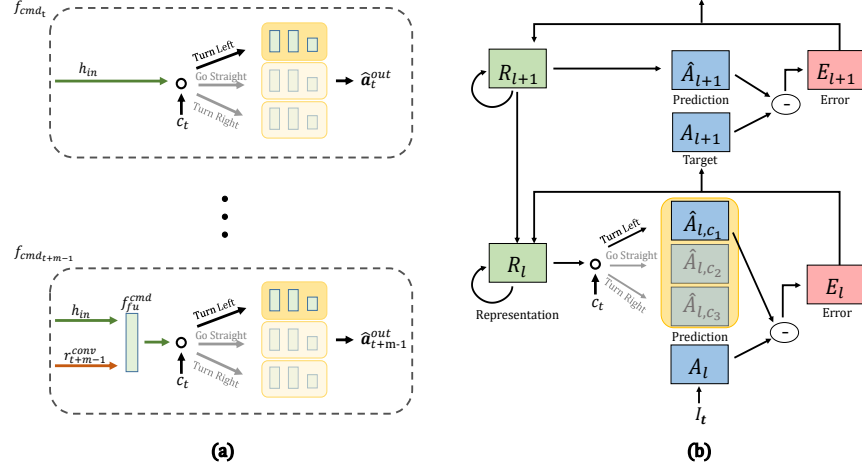 f_{cmd_t}
h_{in}
Turn Left
Go Straight
Turn Right
c_t
\hat{a}_t^{out}
f_{cmd_{t+m-1}}
h_{in}
f_{fu}^{cmd}
r_{t+m-1}^{conv}
Turn Left
Go Straight
Turn Right
c_t
\hat{a}_{t+m-1}^{out}
(a)
R_{l+1}
Â_{l+1}
Prediction
-
E_{l+1}
Error
A_{l+1}
Target
R_l
Representation
Turn Left
Go Straight
Turn Right
c_t
Â_{l,c_1}
Â_{l,c_2}
Â_{l,c_3}
Prediction
-
E_l
Error
A_l
I_t
(b)